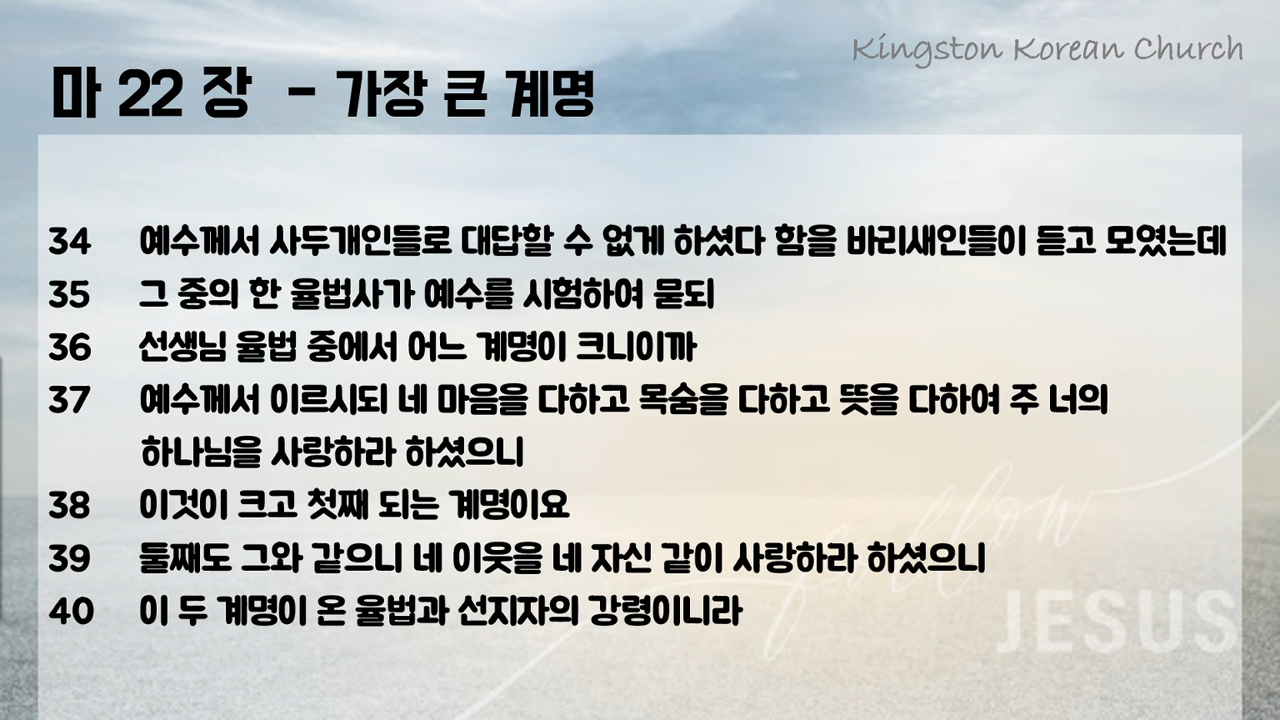 Kingston Korean Church
마 22 장 - 가장 큰 계명
34 예수께서 사두개인들로 대답할 수 없게 하셨다 함을 바리새인들이 듣고 모였는데
35 그 중의 한 율법사가 예수를 시험하여 묻되
36 선생님 율법 중에서 어느 계명이 크니이까
37 예수께서 이르시되 네 마음을 다하고 목숨을 다하고 뜻을 다하여 주 너의
하나님을 사랑하라 하셨으니
38 이것이 크고 첫째 되는 계명이요
39 둘째도 그와 같으니 네 이웃을 네 자신 같이 사랑하라 하셨으니
40 이 두 계명이 온 율법과 선지자의 강령이니라
follow
JESUS